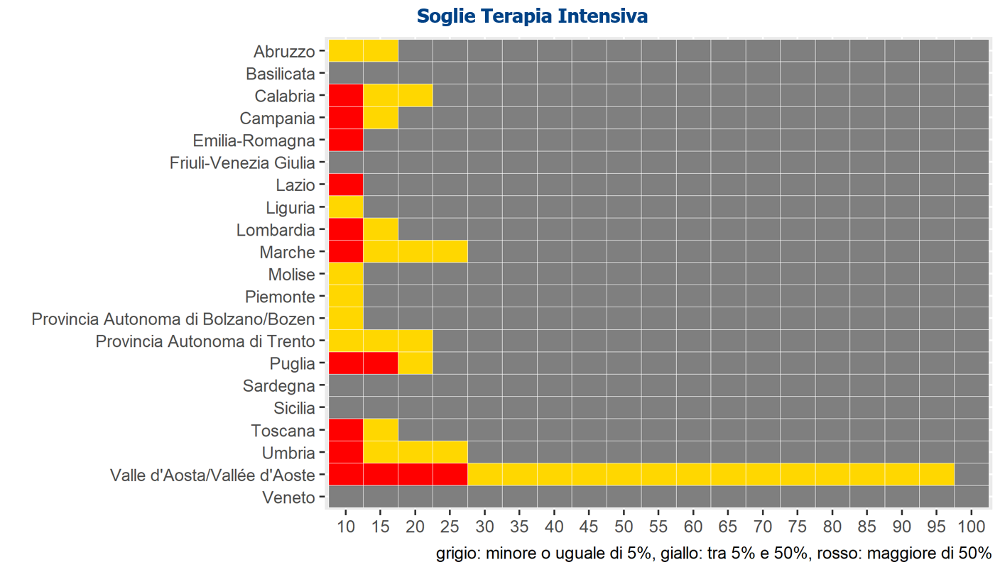 Soglie Terapia Intensiva
Abruzzo
Basilicata
Calabria
Campania
Emilia-Romagna
Friuli-Venezia Giulia
Lazio
Liguria
Lombardia
Marche
Molise
Piemonte
Provincia Autonoma di Bolzano/Bozen
Provincia Autonoma di Trento
Puglia
Sardegna
Sicilia
Toscana
Umbria
Valle d'Aosta/Vallée d'Aoste
Veneto
10 15 20 25 30 35 40 45 50 55 60 65 70 75 80 85 90 95 100
grigio: minore o uguale di 5%, giallo: tra 5% e 50%, rosso: maggiore di 50%